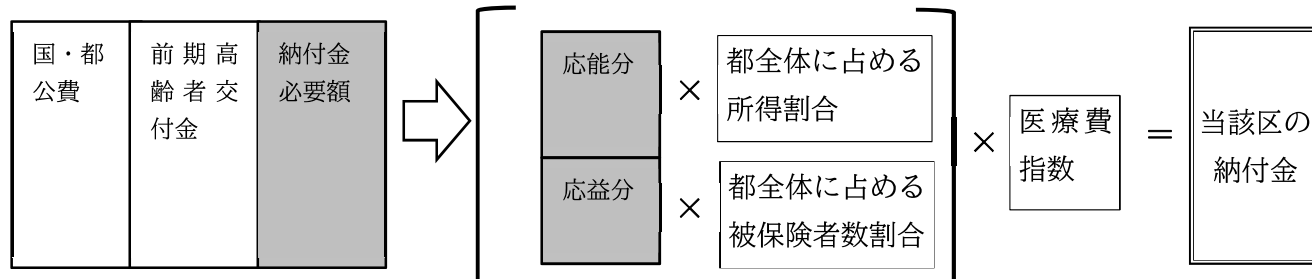 国・都
公費
前期高
齢者交
付金
納付金
必要額
応能分
×
都全体に占める
所得割合
応益分
×
都全体に占める
被保険者数割合
×
医療費
指数
＝
当該区の
納付金